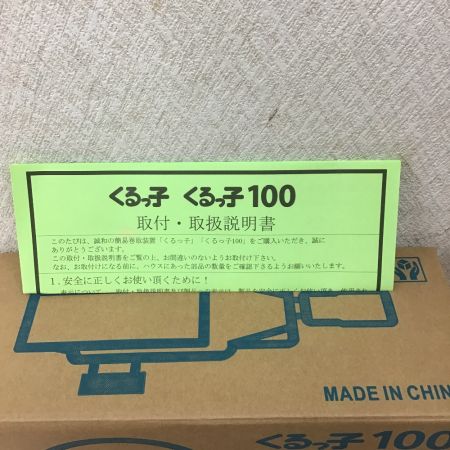 くるっ子 くるっ子100
取付・取扱説明書
このたびは、誠和の簡易巻取装置「くるっ子」「くるっ子100」をご購入いただき、誠に
ありがとうございます。
この取付・取扱説明書をご覧の上、お間違いのないようお取付け下さい。
なお、お取付けになる前に、ハウスにあった部品の数量をご確認下さるようお願いいたします。
1.安全に正しくお使い頂くために！
MADE IN CHIN
くるっ子100